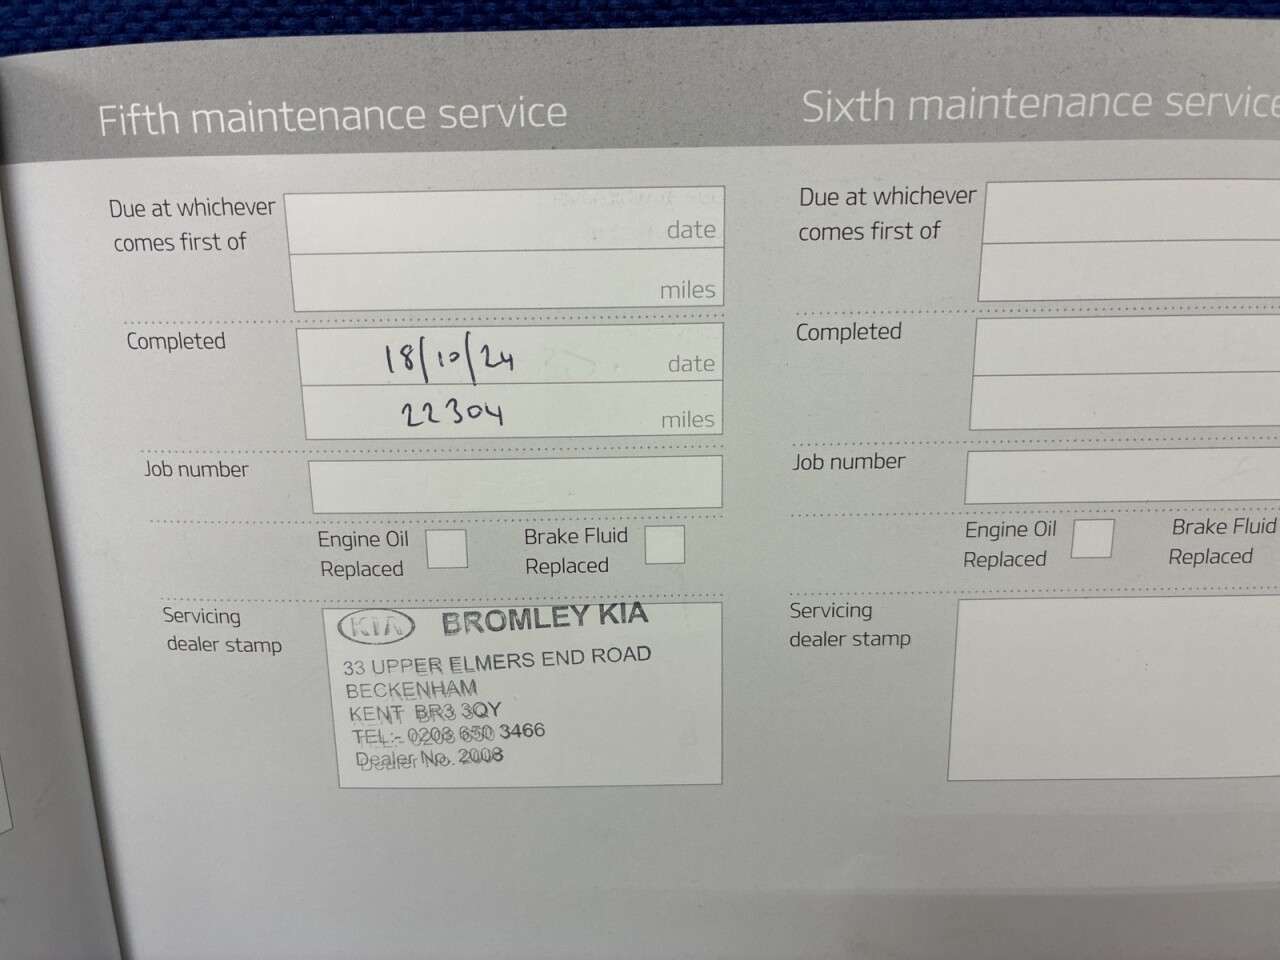 Fifth maintenance service
Due at whichever
comes first of
date
miles
Completed
18/10/24
date
22304
miles
Job number
Engine Oil
Replaced
Brake Fluid
Replaced
Servicing
dealer stamp
KIA
BROMLEY KIA
33 UPPER ELMERS END ROAD
BECKENHAM
KENT BR3 3QY
TEL:- 0208 650 3466
Dealer No. 2008
Sixth maintenance service
Due at whichever
comes first of
Completed
Job number
Engine Oil
Replaced
Brake Fluid
Replaced
Servicing
dealer stamp